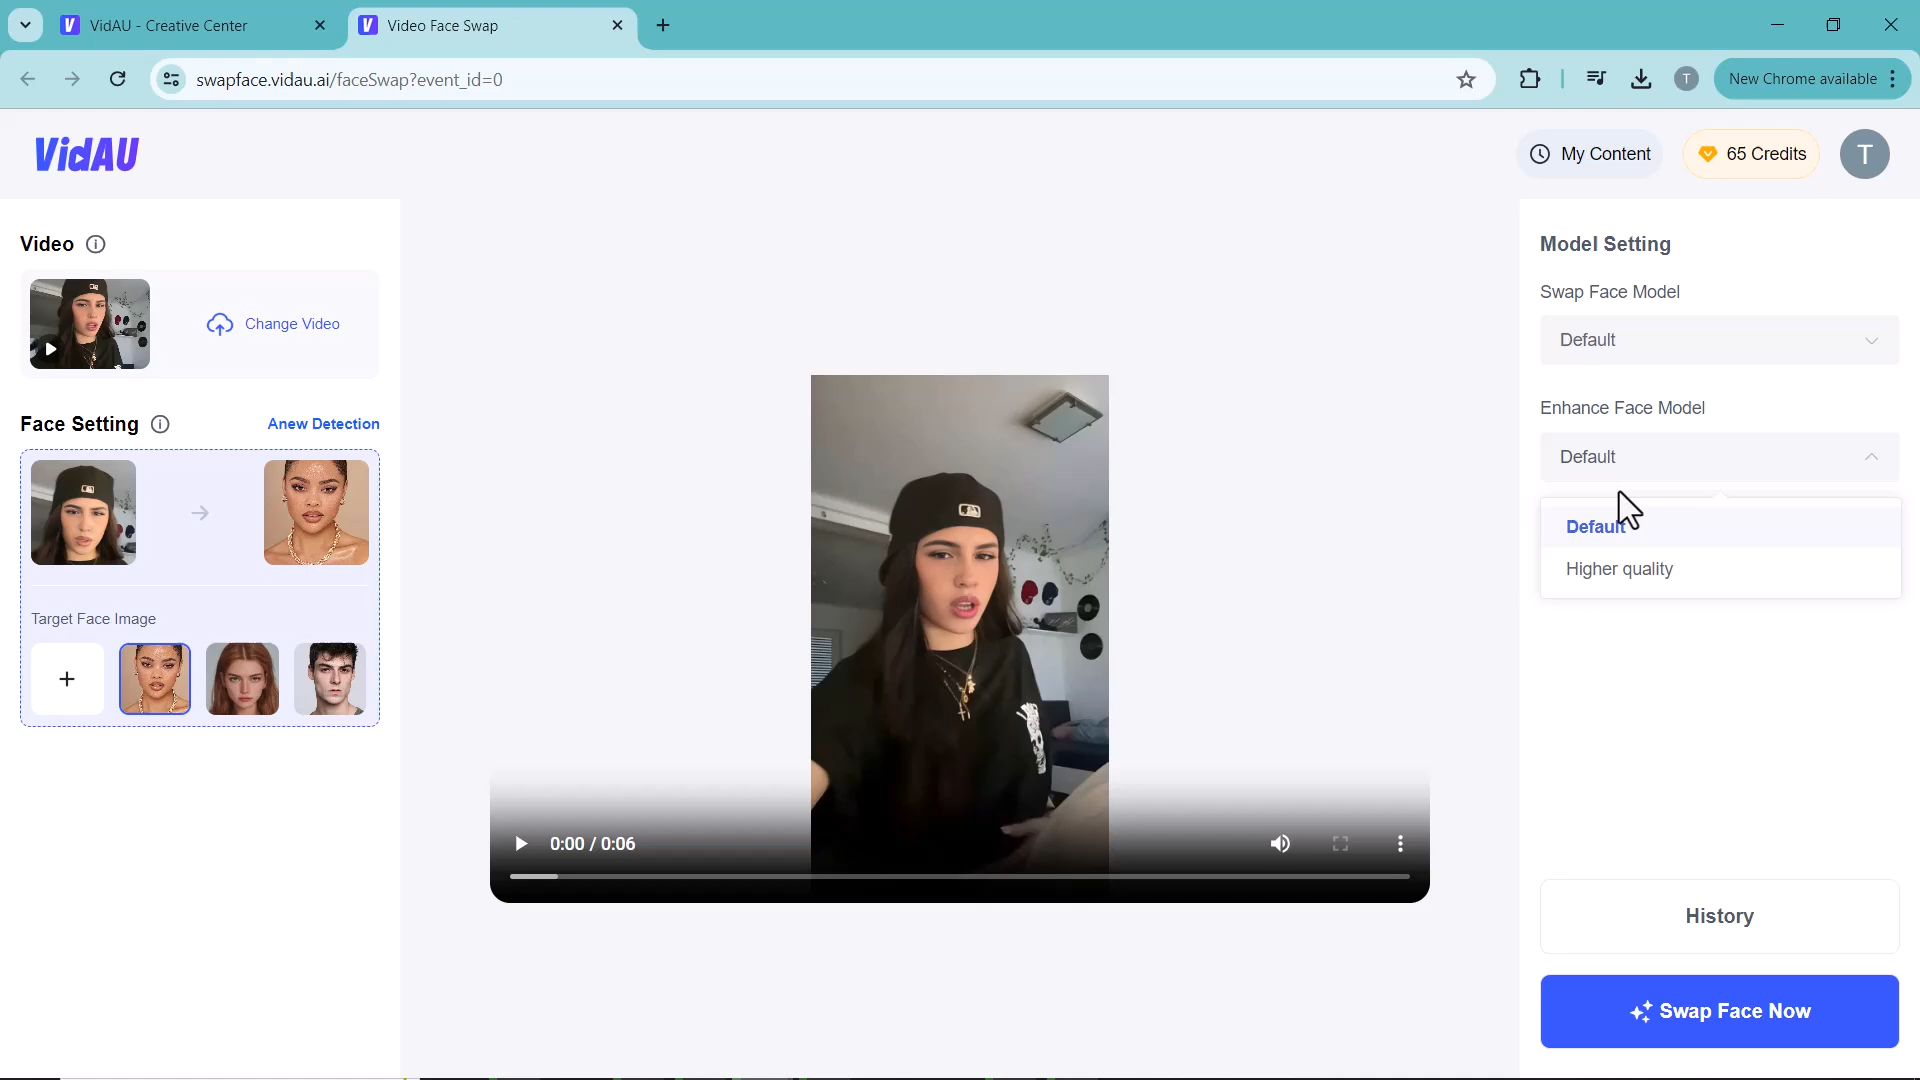 VidAU - Creative Center
Video Face Swap
swapface.vidau.ai/faceSwap?event_id=0
T
New Chrome available
VidAU
My Content
65 Credits
T
Video
Change Video
Face Setting
Anew Detection
Target Face Image
+
0:00 / 0:06
Model Setting
Swap Face Model
Default
Enhance Face Model
Default
Default
Higher quality
History
Swap Face Now